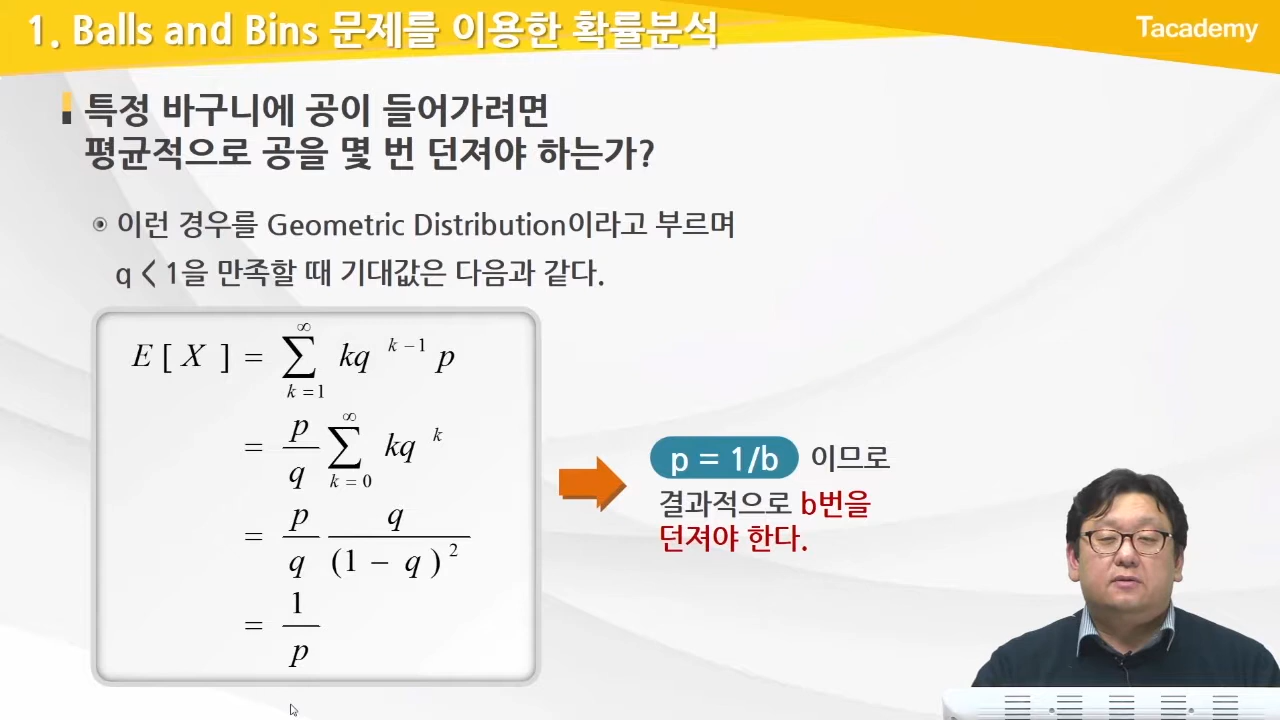 1. Balls and Bins 문제를 이용한 확률분석
Tacademy
특정 바구니에 공이 들어가려면
평균적으로 공을 몇 번 던져야 하는가?
이런 경우를 Geometric Distribution이라고 부르며
q < 1을 만족할 때 기대값은 다음과 같다.
E [ X ] = ∑_{k=1}^{∞} kq^{k−1} p
= \frac{p}{q} ∑_{k=0}^{∞} kq^{k}
= \frac{p}{q} \frac{q}{(1 − q)^2}
= \frac{1}{p}
p = 1/b 이므로
결과적으로 b번을
던져야 한다.